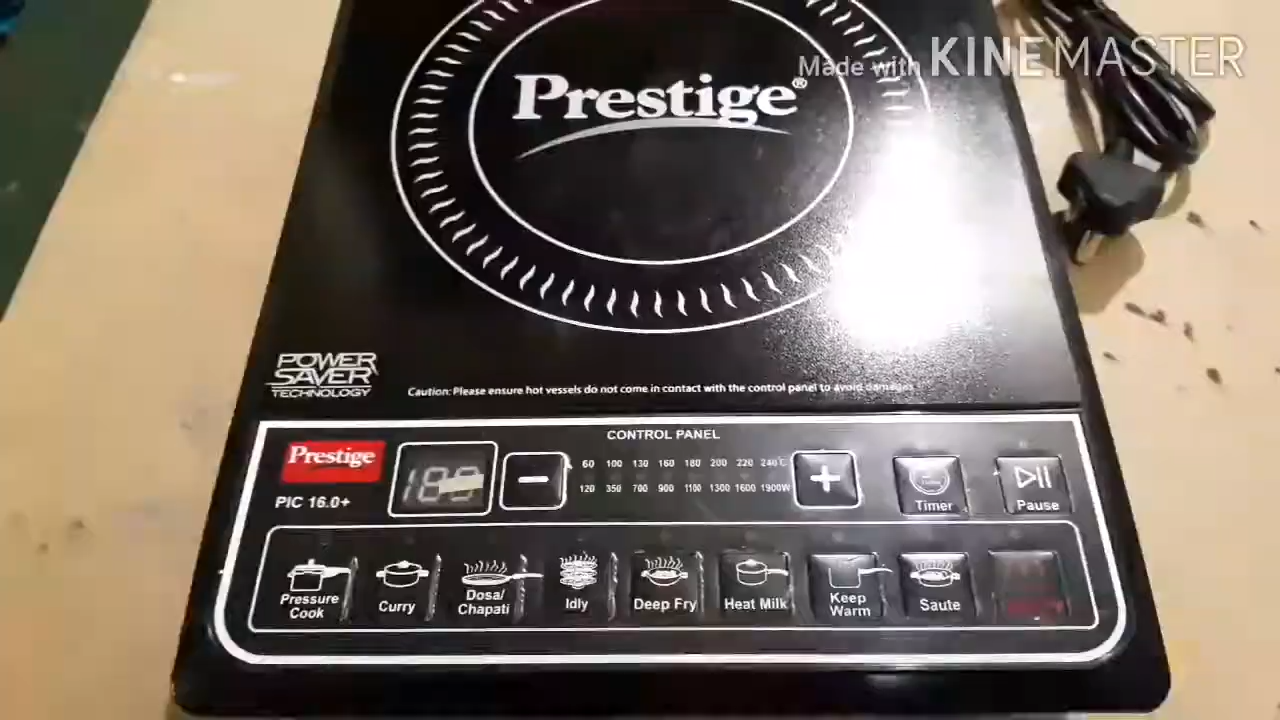 Made with KINEMASTER
Prestige®
POWER
SAVER
TECHNOLOGY
Caution: Please ensure hot vessels do not come in contact with the control panel to avoid damages
CONTROL PANEL
Prestige
PIC 16.0+
60 100 130 160 180 200 220 240°C
120 350 700 900 1100 1300 1600 1900W
Timer
Pause
Pressure
Cook
Curry
Dosa/
Chapati
Idly
Deep Fry
Heat Milk
Keep
Warm
Saute